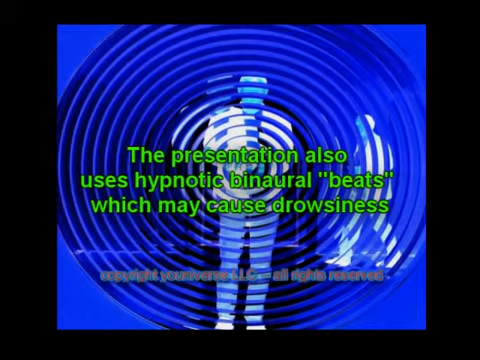 The presentation also
uses hypnotic binaural "beats"
which may cause drowsiness
copyright youniverse LLC - all rights reserved